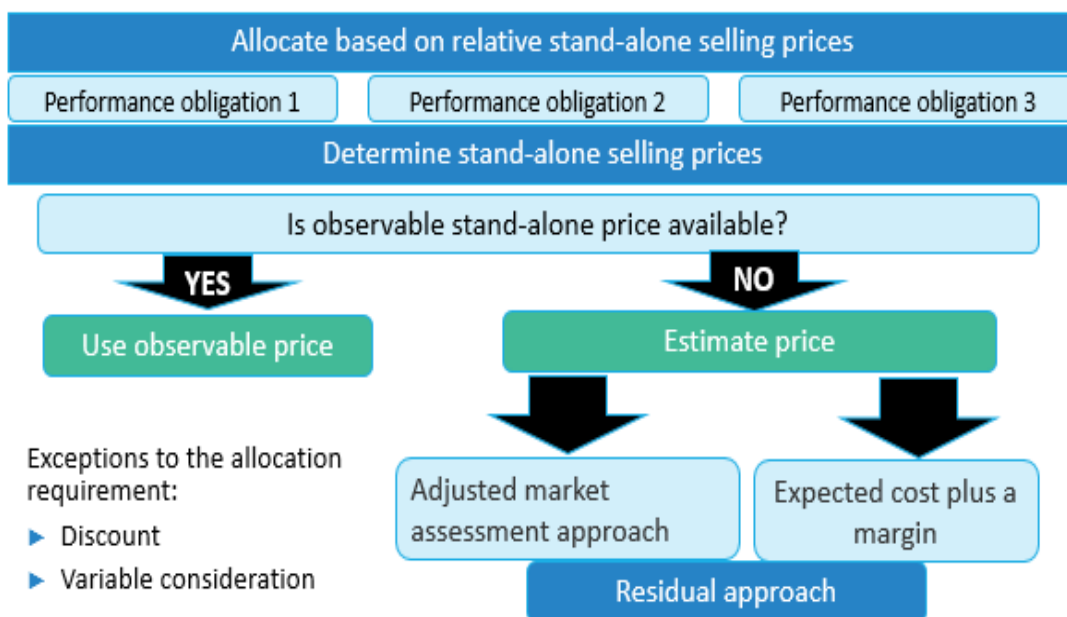 Allocate based on relative stand-alone selling prices
Performance obligation 1
Performance obligation 2
Performance obligation 3
Determine stand-alone selling prices
Is observable stand-alone price available?
YES
NO
Use observable price
Estimate price
Exceptions to the allocation
requirement:
Discount
Variable consideration
Adjusted market
assessment approach
Expected cost plus a
margin
Residual approach